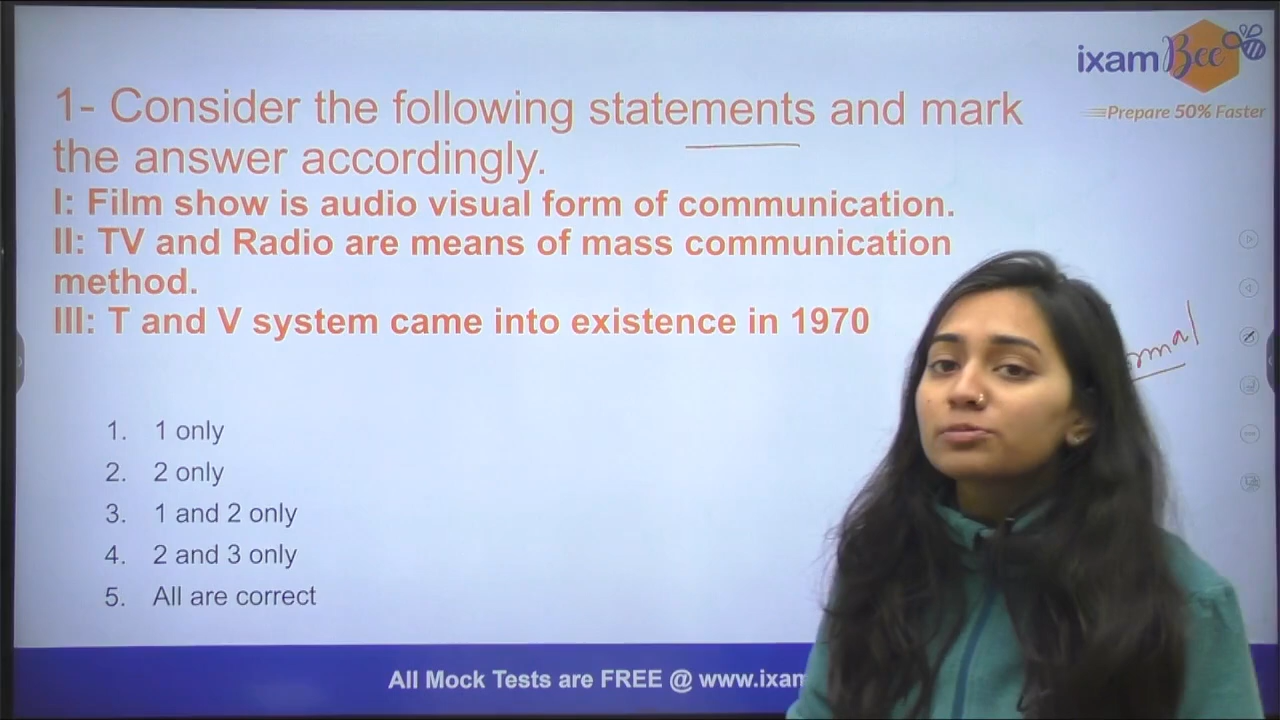 ixamBee
Prepare 50% Faster
1- Consider the following statements and mark
the answer accordingly.
I: Film show is audio visual form of communication.
II: TV and Radio are means of mass communication
method.
III: T and V system came into existence in 1970
1. 1 only
2. 2 only
3. 1 and 2 only
4. 2 and 3 only
5. All are correct
All Mock Tests are FREE @ www.ixam